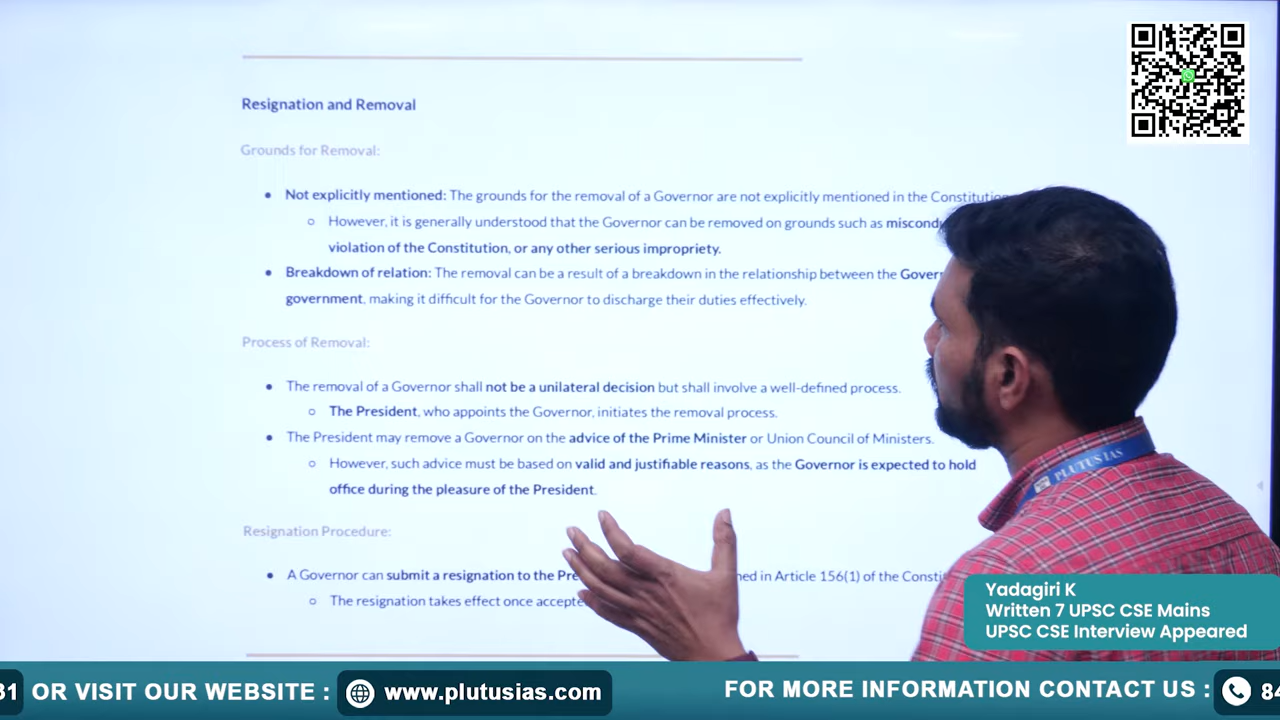 Resignation and Removal
Grounds for Removal:
Not explicitly mentioned: The grounds for the removal of a Governor are not explicitly mentioned in the Constitution
However, it is generally understood that the Governor can be removed on grounds such as
violation of the Constitution, or any other serious impropriety.
Breakdown of relation: The removal can be a result of a breakdown in the relationship between the
government, making it difficult for the Governor to discharge their duties effectively.
Process of Removal:
The removal of a Governor shall not be a unilateral decision but shall involve a well-defined process.
The President, who appoints the Governor, initiates the removal process.
The President may remove a Governor on the advice of the Prime Minister or Union Council of Ministers.
However, such advice must be based on valid and justifiable reasons, as the Governor is expected to hold
office during the pleasure of the President.
Resignation Procedure:
A Governor can submit a resignation to the in Article 156(1) of the
The resignation takes effect once
PLUTUS IAS
Yadagiri K
Written 7 UPSC CSE Mains
UPSC CSE Interview Appeared
31 OR VISIT OUR WEBSITE : www.plutusias.com FOR MORE INFORMATION CONTACT US : 84